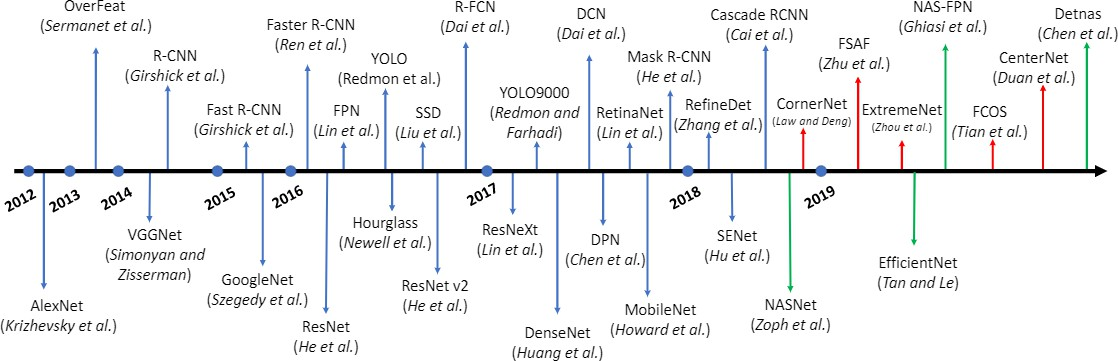 OverFeat
(Sermanet et al.)
R-CNN
(Girshick et al.)
Fast R-CNN
(Girshick et al.)
Faster R-CNN
(Ren et al.)
FPN
(Lin et al.)
YOLO
(Redmon et al.)
SSD
(Liu et al.)
R-FCN
(Dai et al.)
YOLO9000
(Redmon and
Farhadi)
DCN
(Dai et al.)
RetinaNet
(Lin et al.)
Mask R-CNN
(He et al.)
RefineDet
(Zhang et al.)
Cascade RCNN
(Cai et al.)
CornerNet
(Law and Deng)
FSAF
(Zhu et al.)
ExtremeNet
(Zhou et al.)
NAS-FPN
(Ghiasi et al.)
FCOS
(Tian et al.)
CenterNet
(Duan et al.)
Detnas
(Chen et al.)
2012
2013
2014
2015
2016
2017
2018
2019
AlexNet
(Krizhevsky et al.)
VGGNet
(Simonyan and
Zisserman)
GoogleNet
(Szegedy et al.)
ResNet
(He et al.)
Hourglass
(Newell et al.)
ResNet v2
(He et al.)
ResNeXt
(Lin et al.)
DenseNet
(Huang et al.)
DPN
(Chen et al.)
MobileNet
(Howard et al.)
SENet
(Hu et al.)
NASNet
(Zoph et al.)
EfficientNet
(Tan and Le)